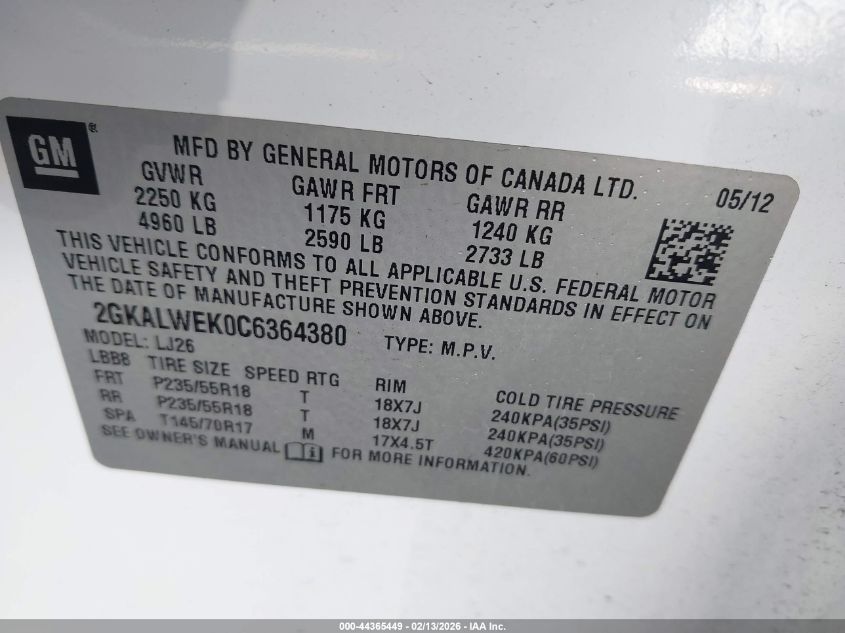 GM®
MFD BY GENERAL MOTORS OF CANADA LTD. 05/12
GVWR GAWR FRT GAWR RR
2250 KG 1175 KG 1240 KG
4960 LB 2590 LB 2733 LB
THIS VEHICLE CONFORMS TO ALL APPLICABLE U.S. FEDERAL MOTOR
VEHICLE SAFETY AND THEFT PREVENTION STANDARDS IN EFFECT ON
THE DATE OF MANUFACTURE SHOWN ABOVE.
2GKALWEK0C6364380 TYPE: M.P.V.
MODEL: LJ26
LBB8 TIRE SIZE SPEED RTG RIM COLD TIRE PRESSURE
FRT P235/55R18 T 18X7J 240KPA(35PSI)
RR P235/55R18 T 18X7J 240KPA(35PSI)
SPA T145/70R17 M 17X4.5T 420KPA(60PSI)
SEE OWNER'S MANUAL FOR MORE INFORMATION.
000-44365449 - 02/13/2026 - IAA Inc.